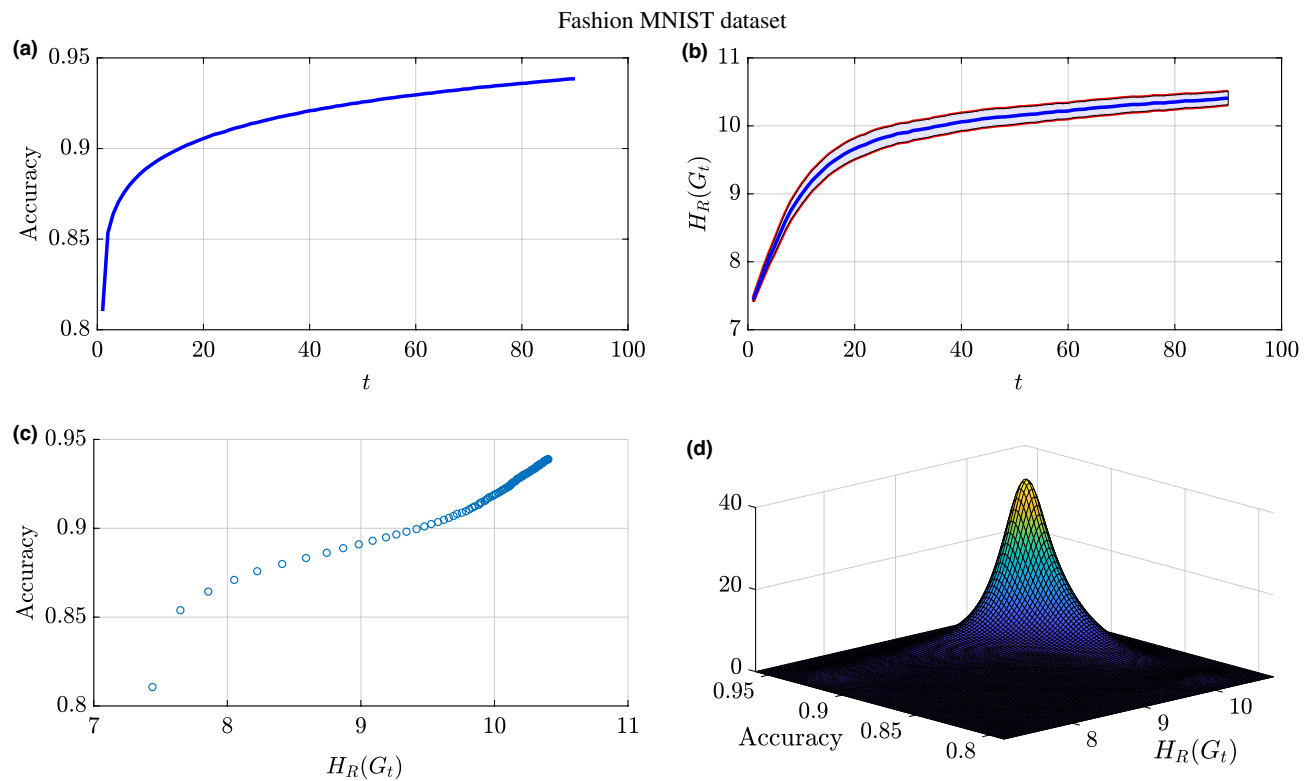 Fashion MNIST dataset
(a)
0.95
0.9
0.85
0.8
Accuracy
0 20 40 60 80 100
t
(b)
11
10
9
8
7
H_R(G_t)
0 20 40 60 80 100
t
(c)
0.95
0.9
0.85
0.8
Accuracy
7 8 9 10 11
H_R(G_t)
(d)
40
20
0
0.95
0.9
0.85
0.8
Accuracy
8
9
10
H_R(G_t)